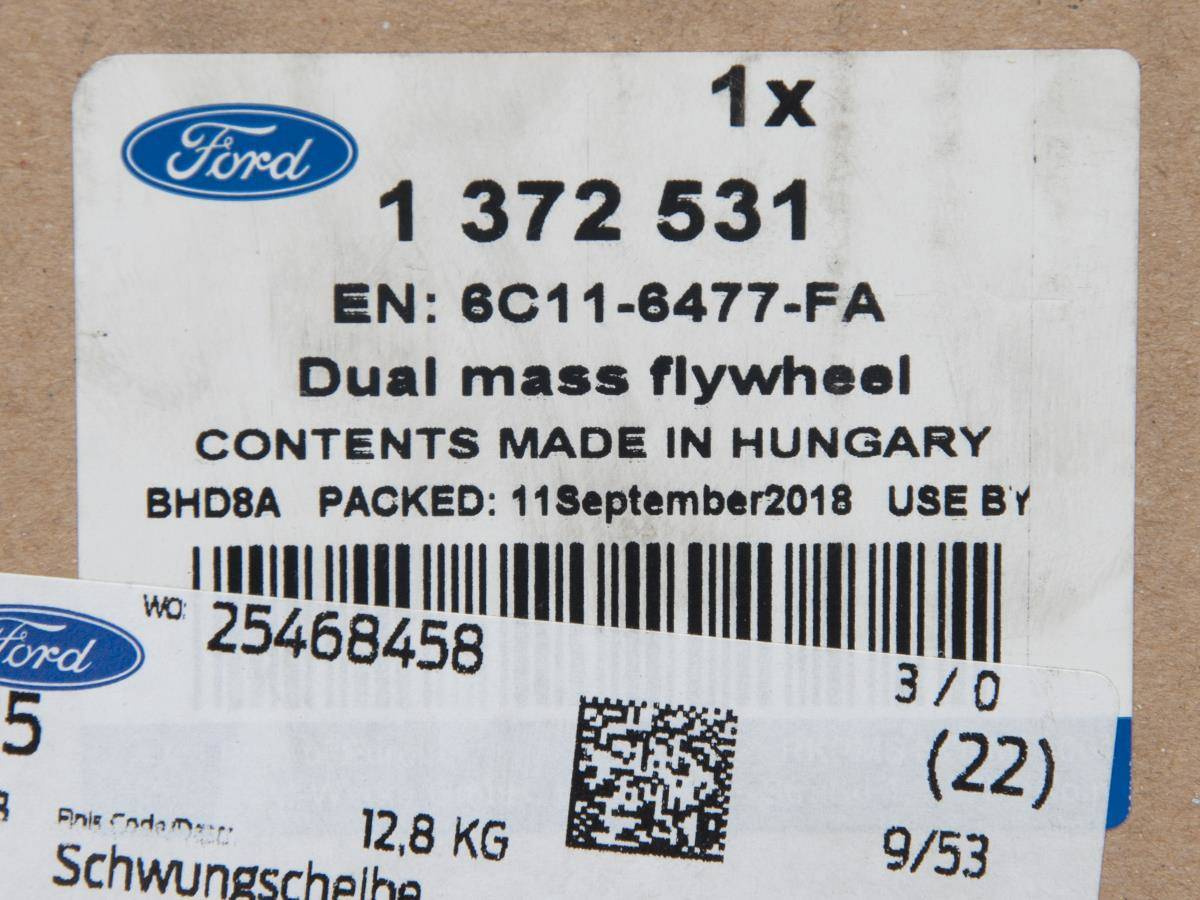 1x
Ford
1 372 531
EN: 6C11-6477-FA
Dual mass flywheel
CONTENTS MADE IN HUNGARY
BHD8A PACKED: 11September2018 USE BY
WO: 25468458
Ford
3 / 0
5
(22)
12,8 KG
9/53
Schwungscheibe